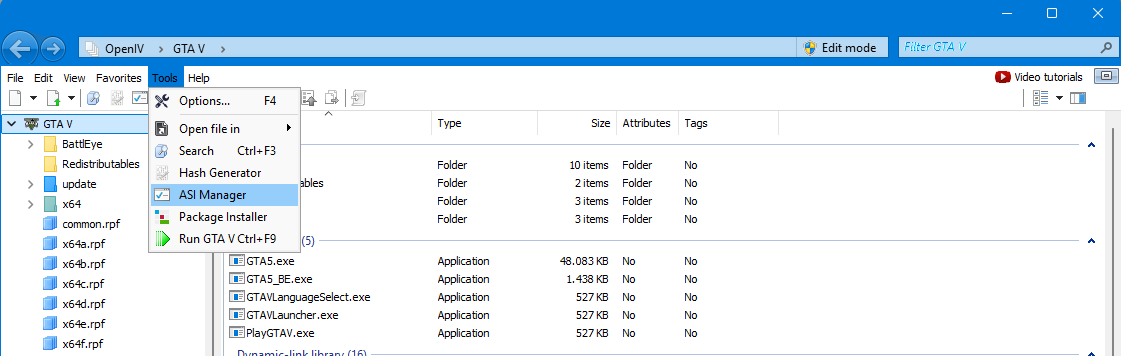 OpenIV > GTA V > Edit mode Filter GTA V
File Edit View Favorites Tools Help Video tutorials
GTA V
BattlEye
Redistributables
update
x64
common.rpf
x64a.rpf
x64b.rpf
x64c.rpf
x64d.rpf
x64e.rpf
x64f.rpf
Options... F4
Open file in
Search Ctrl+F3
Hash Generator
ASI Manager
Package Installer
Run GTA V Ctrl+F9
Type Size Attributes Tags
Folder 10 items Folder No
ables Folder 2 items Folder No
Folder 3 items Folder No
Folder 3 items Folder No
(5)
GTA5.exe Application 48.083 KB No No
GTA5_BE.exe Application 1.438 KB No No
GTAVLanguageSelect.exe Application 527 KB No No
GTAVLauncher.exe Application 527 KB No No
PlayGTAV.exe Application 527 KB No No
Dynamic-link library (16)